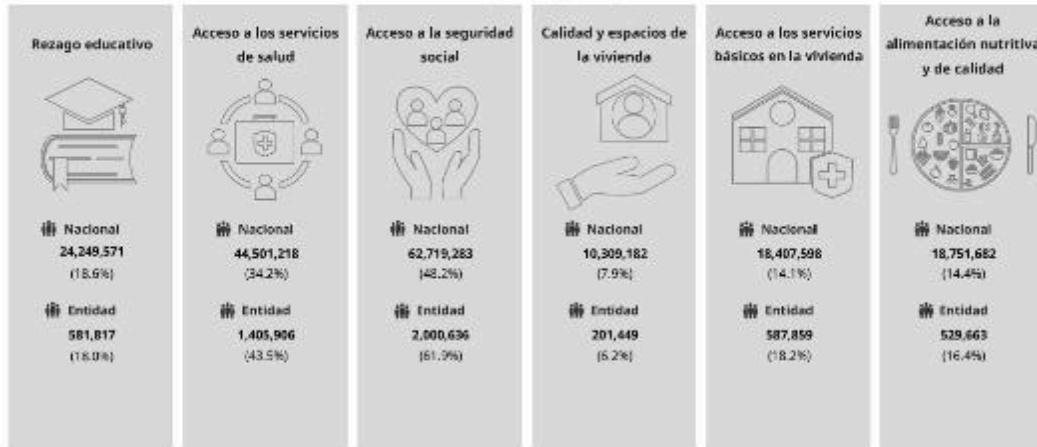 Rezago educativo
Nacional
24,249,571
(18.6%)
Entidad
581,817
(18.0%)
Acceso a los servicios
de salud
Nacional
44,501,218
(34.2%)
Entidad
1,405,906
(43.5%)
Acceso a la seguridad
social
Nacional
62,719,283
(48.2%)
Entidad
2,000,636
(61.9%)
Calidad y espacios de
la vivienda
Nacional
10,309,182
(7.9%)
Entidad
201,449
(6.2%)
Acceso a los servicios
básicos en la vivienda
Nacional
18,407,598
(14.1%)
Entidad
587,859
(18.2%)
Acceso a la
alimentación nutritiva
y de calidad
Nacional
18,751,682
(14.4%)
Entidad
529,663
(16.4%)